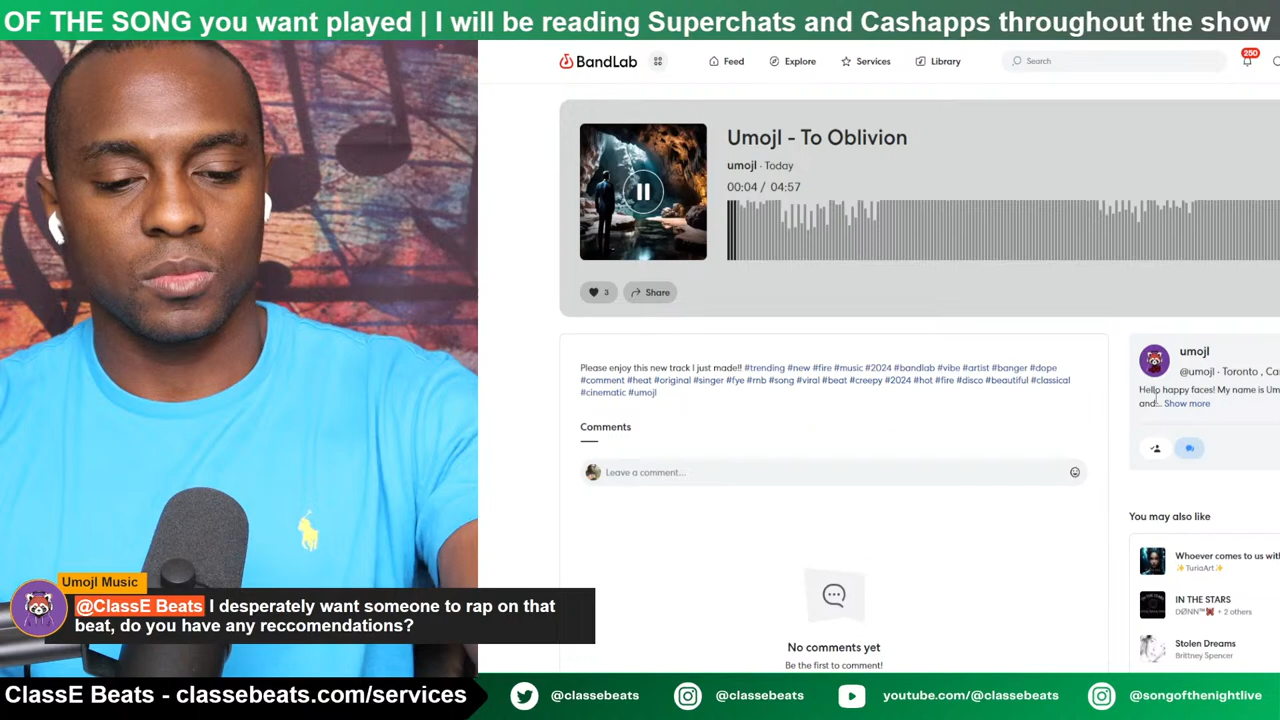 OF THE SONG you want played | I will be reading Superchats and Cashapps throughout the show
BandLab
Feed
Explore
Services
Library
Search
250
Umojl - To Oblivion
umojl · Today
00:04 / 04:57
3
Share
Please enjoy this new track I just made!! #trending #new #fire #music #2024 #bandlab #vibe #artist #banger #dope
#comment #heat #original #singer #fye #rnb #song #viral #beat #creepy #2024 #hot #fire #disco #beautiful #classical
#cinematic #umojl
Comments
Leave a comment...
No comments yet
Be the first to comment!
umojl
@umojl · Toronto , Ca
Hello happy faces! My name is Um
and... Show more
You may also like
Whoever comes to us with
✨TuriaArt✨
IN THE STARS
+ 2 others
Stolen Dreams
Brittney Spencer
Umojl Music
@ClassE Beats I desperately want someone to rap on that
beat, do you have any reccomendations?
ClassE Beats - classebeats.com/services
@classebeats
@classebeats
youtube.com/@classebeats
@songofthenightlive